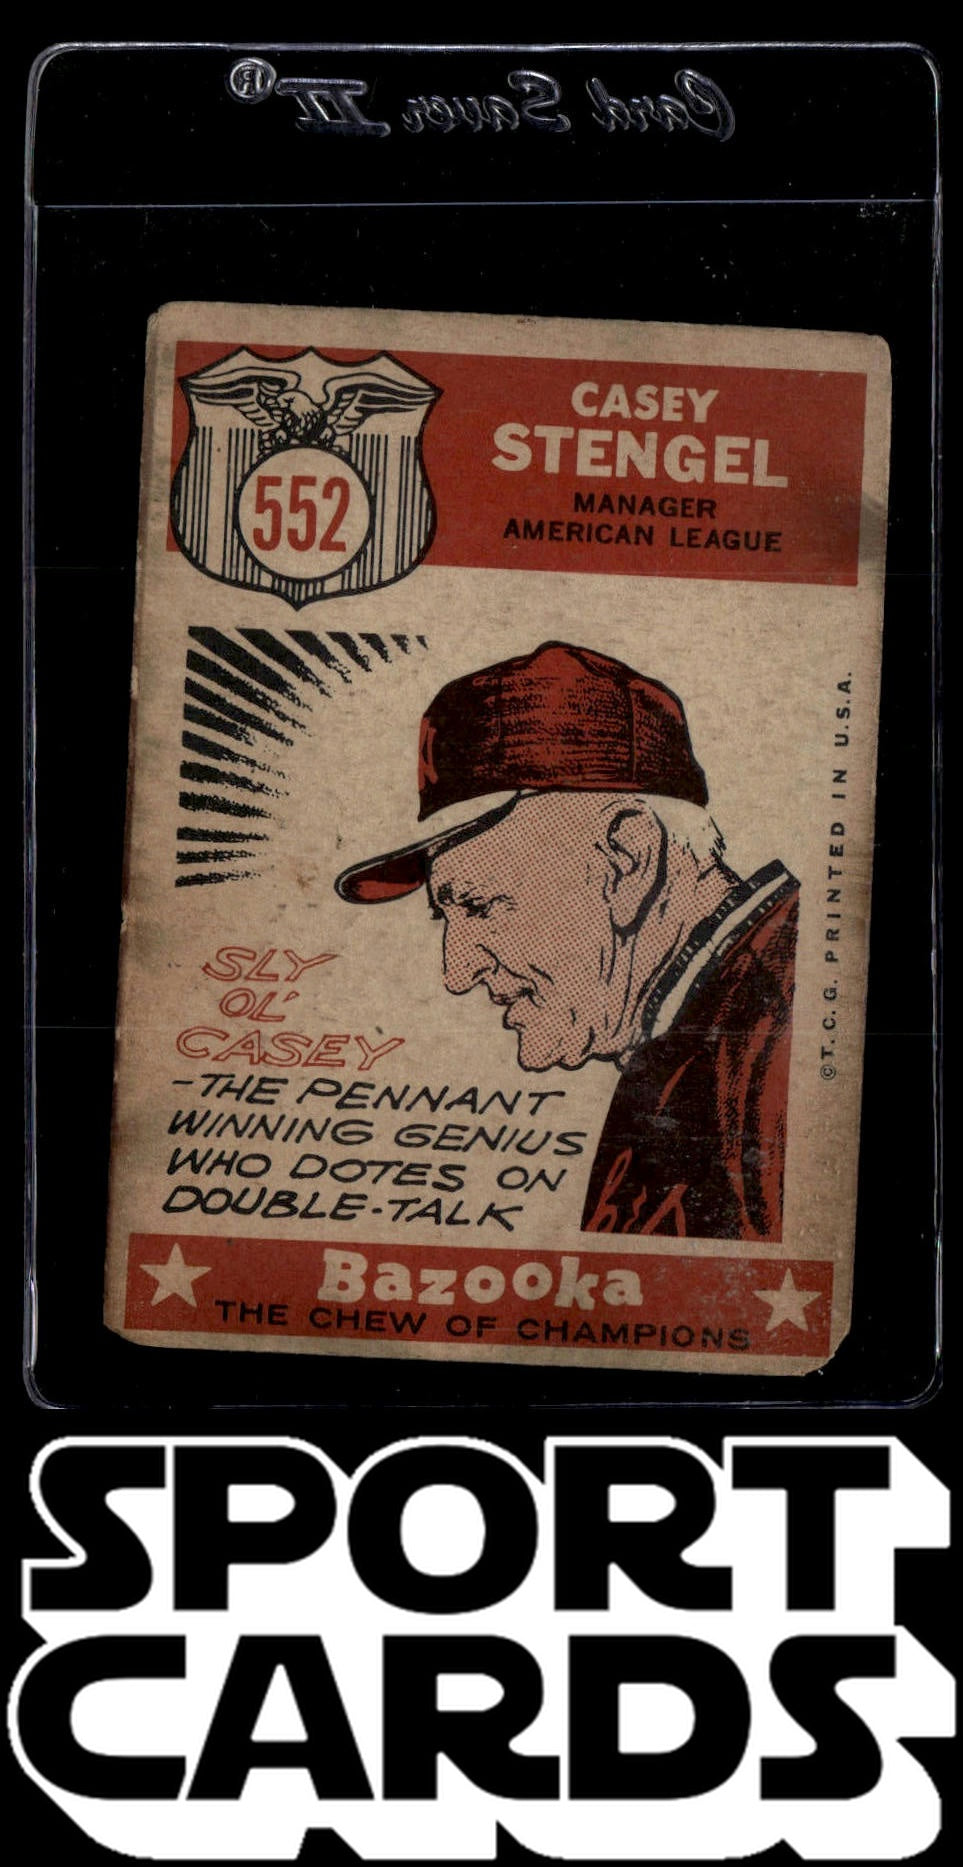 Card Saver II®
552
CASEY
STENGEL
MANAGER
AMERICAN LEAGUE
SLY
OL'
CASEY
-THE PENNANT
WINNING GENIUS
WHO DOTES ON
DOUBLE-TALK
©T.C.G. PRINTED IN U.S.A.
Bazooka
THE CHEW OF CHAMPIONS
SPORT
CARDS